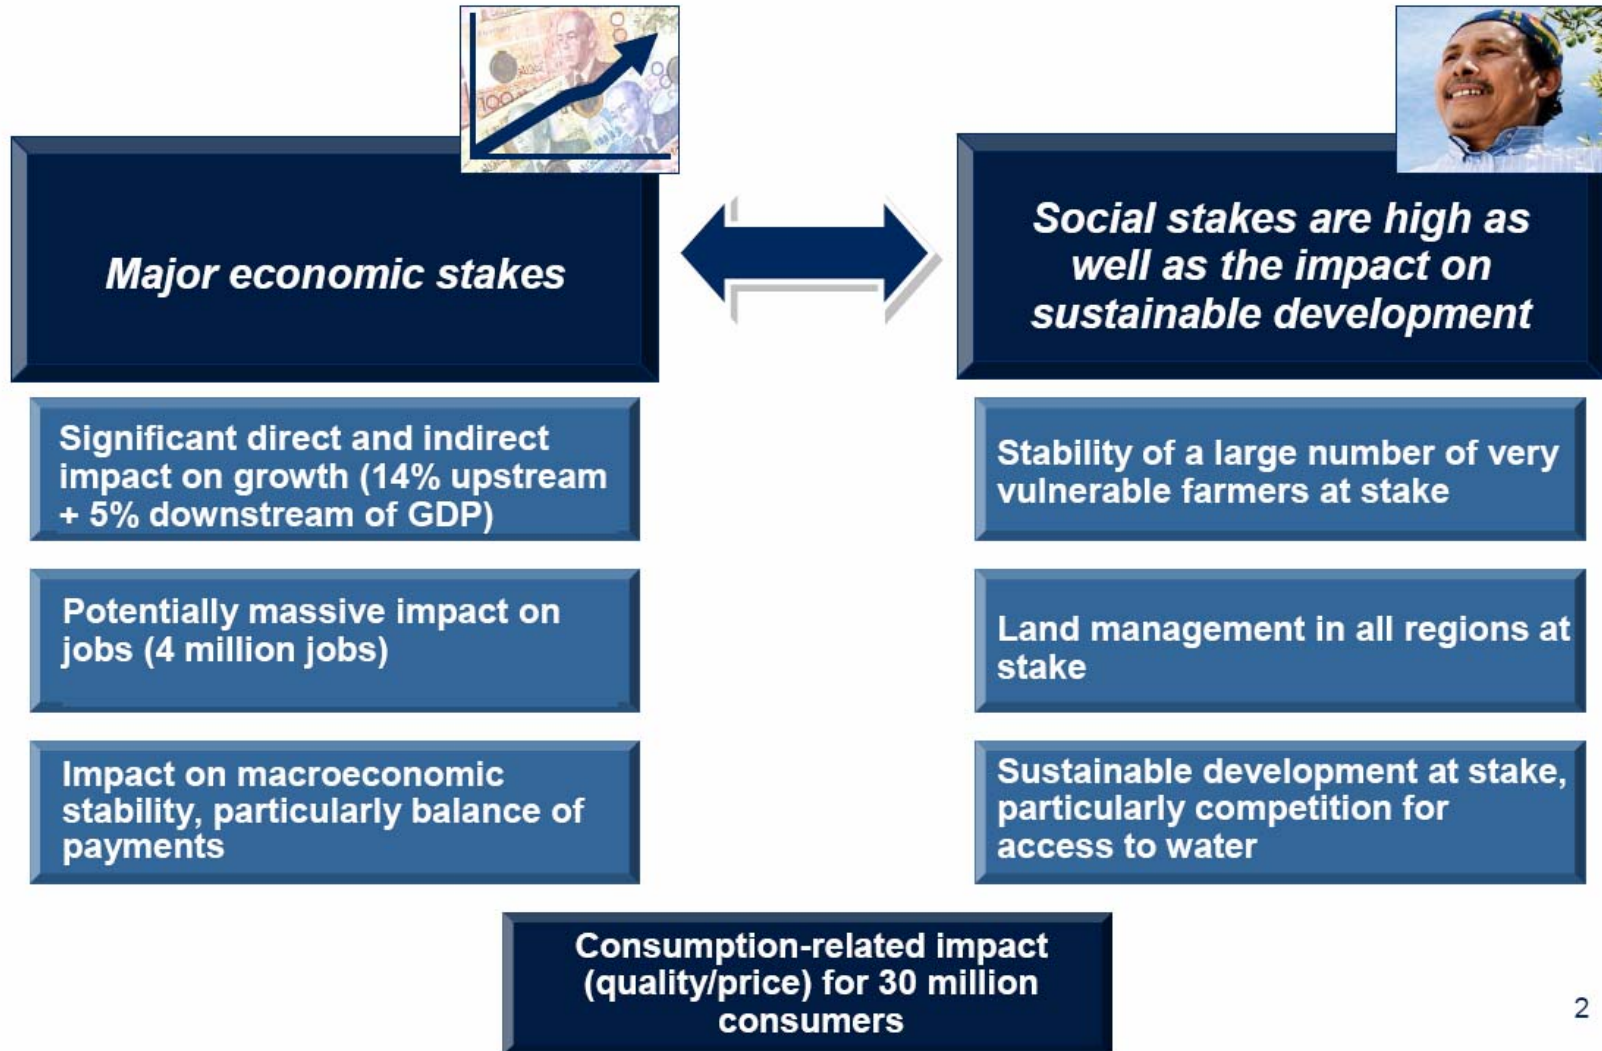 100
Major economic stakes
Social stakes are high as
well as the impact on
sustainable development
Significant direct and indirect
impact on growth (14% upstream
+ 5% downstream of GDP)
Stability of a large number of very
vulnerable farmers at stake
Potentially massive impact on
jobs (4 million jobs)
Land management in all regions at
stake
Impact on macroeconomic
stability, particularly balance of
payments
Sustainable development at stake,
particularly competition for
access to water
Consumption-related impact
(quality/price) for 30 million
consumers
2